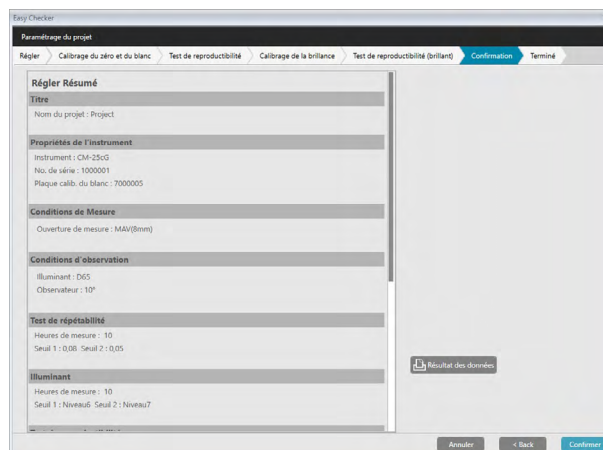 Easy Checker
Paramétrage du projet
Régler Calibrage du zéro et du blanc Test de reproductibilité Calibrage de la brillance Test de reproductibilité (brillant) Confirmation Terminé
Régler Résumé
Titre
Nom du projet : Project
Propriétés de l'instrument
Instrument : CM-25cG
No. de série : 1000001
Plaque calib. du blanc : 7000005
Conditions de Mesure
Ouverture de mesure : MAV(8mm)
Conditions d'observation
Illuminant : D65
Observateur : 10°
Test de répétabilité
Heures de mesure : 10
Seuil 1 : 0,08 Seuil 2 : 0,05
Illuminant
Heures de mesure : 10
Seuil 1 : Niveau6 Seuil 2 : Niveau7
Résultat des données
Annuler < Back Confirmer